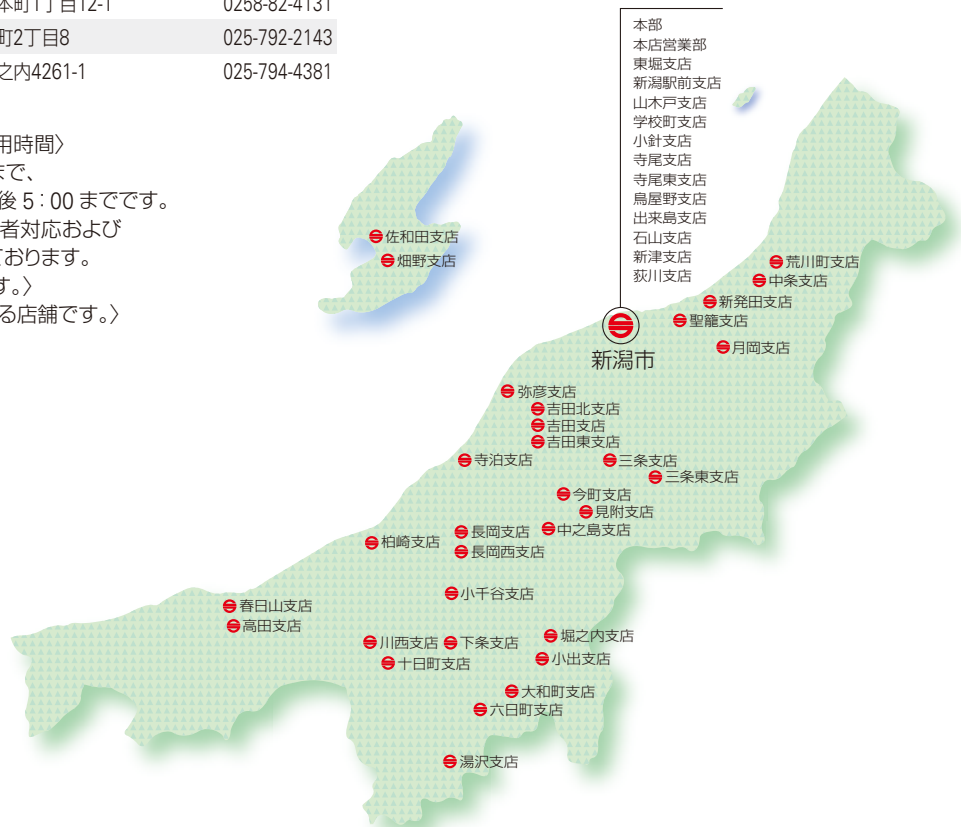 本町1丁目12-1 0258-82-4131
町2丁目8 025-792-2143
之内4261-1 025-794-4381
用時間〉
まで、
後 5：00 までです。
者対応および
ております。
す。〉
る店舗です。〉
本部
本店営業部
東堀支店
新潟駅前支店
山木戸支店
学校町支店
小針支店
寺尾支店
寺尾東支店
鳥屋野支店
出来島支店
石山支店
新津支店
荻川支店
新潟市
佐和田支店
畑野支店
荒川町支店
中条支店
新発田支店
聖籠支店
月岡支店
弥彦支店
吉田北支店
吉田支店
吉田東支店
寺泊支店
三条支店
三条東支店
今町支店
見附支店
中之島支店
長岡支店
長岡西支店
柏崎支店
小千谷支店
春日山支店
高田支店
川西支店
下条支店
十日町支店
堀之内支店
小出支店
大和町支店
六日町支店
湯沢支店